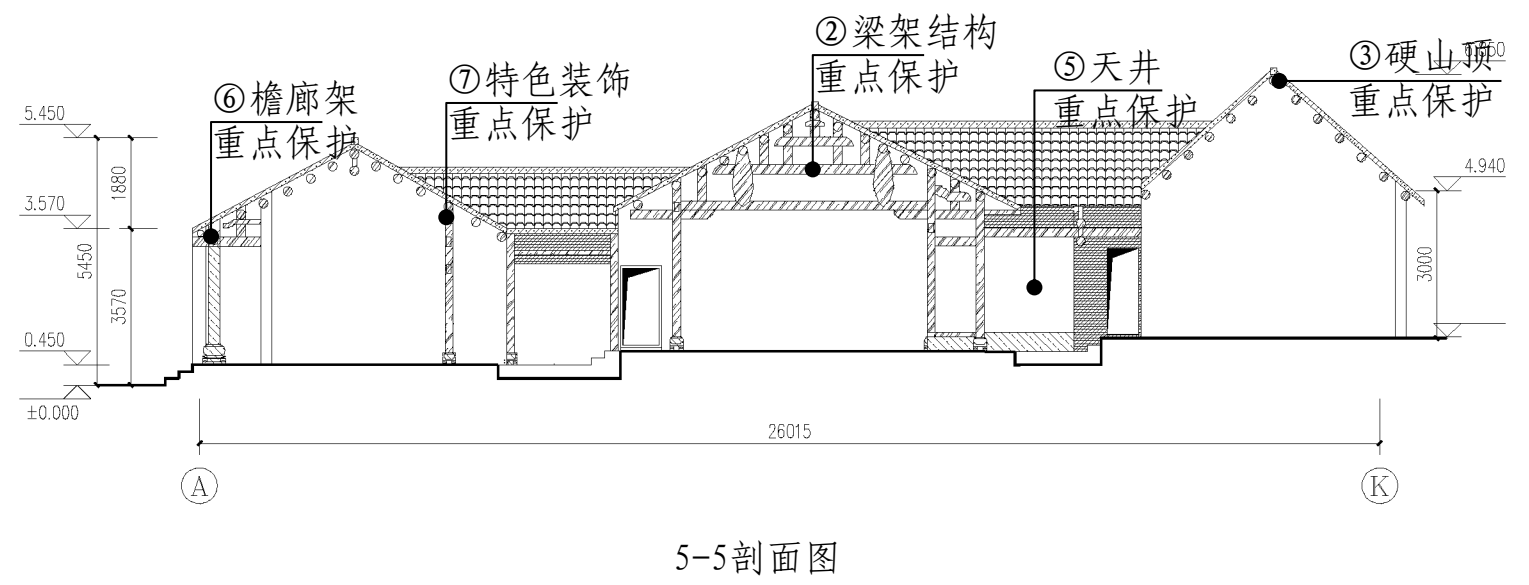 ②梁架结构
重点保护
③硬山顶
重点保护
⑤天井
重点保护
⑦特色装饰
重点保护
⑥檐廊架
重点保护
5.450
3.570
0.450
±0.000
5450
1880
3570
4.940
3000
26015
A
K
5-5剖面图